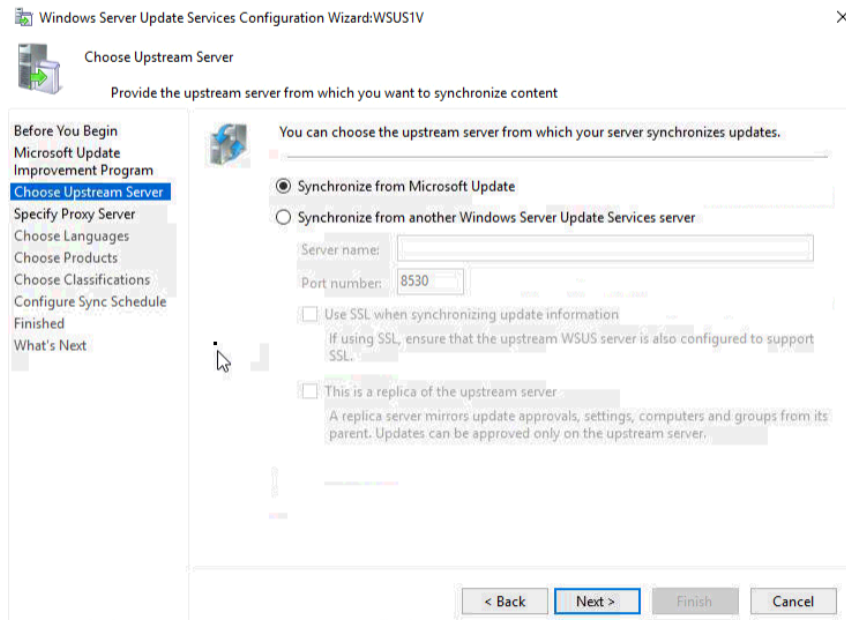 Windows Server Update Services Configuration Wizard:WSUS1V
Choose Upstream Server
Provide the upstream server from which you want to synchronize content
Before You Begin
Microsoft Update
Improvement Program
Choose Upstream Server
Specify Proxy Server
Choose Languages
Choose Products
Choose Classifications
Configure Sync Schedule
Finished
What's Next
You can choose the upstream server from which your server synchronizes updates.
Synchronize from Microsoft Update
Synchronize from another Windows Server Update Services server
Server name:
Port number: 8530
Use SSL when synchronizing update information
If using SSL, ensure that the upstream WSUS server is also configured to support
SSL.
This is a replica of the upstream server
A replica server mirrors update approvals, settings, computers and groups from its
parent. Updates can be approved only on the upstream server.
< Back Next > Finish Cancel